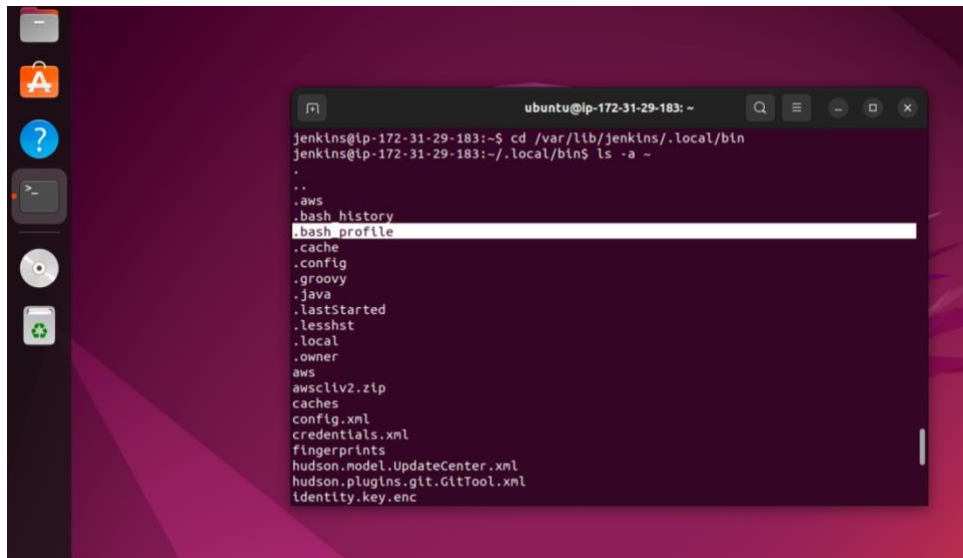 ubuntu@ip-172-31-29-183: ~
jenkins@ip-172-31-29-183:~$ cd /var/lib/jenkins/.local/bin
jenkins@ip-172-31-29-183:~/.local/bin$ ls -a ~
.
..
.aws
.bash_history
.bash_profile
.cache
.config
.groovy
.java
.lastStarted
.lesshst
.local
.owner
aws
awscliv2.zip
caches
config.xml
credentials.xml
fingerprints
hudson.model.UpdateCenter.xml
hudson.plugins.git.GitTool.xml
identity.key.enc